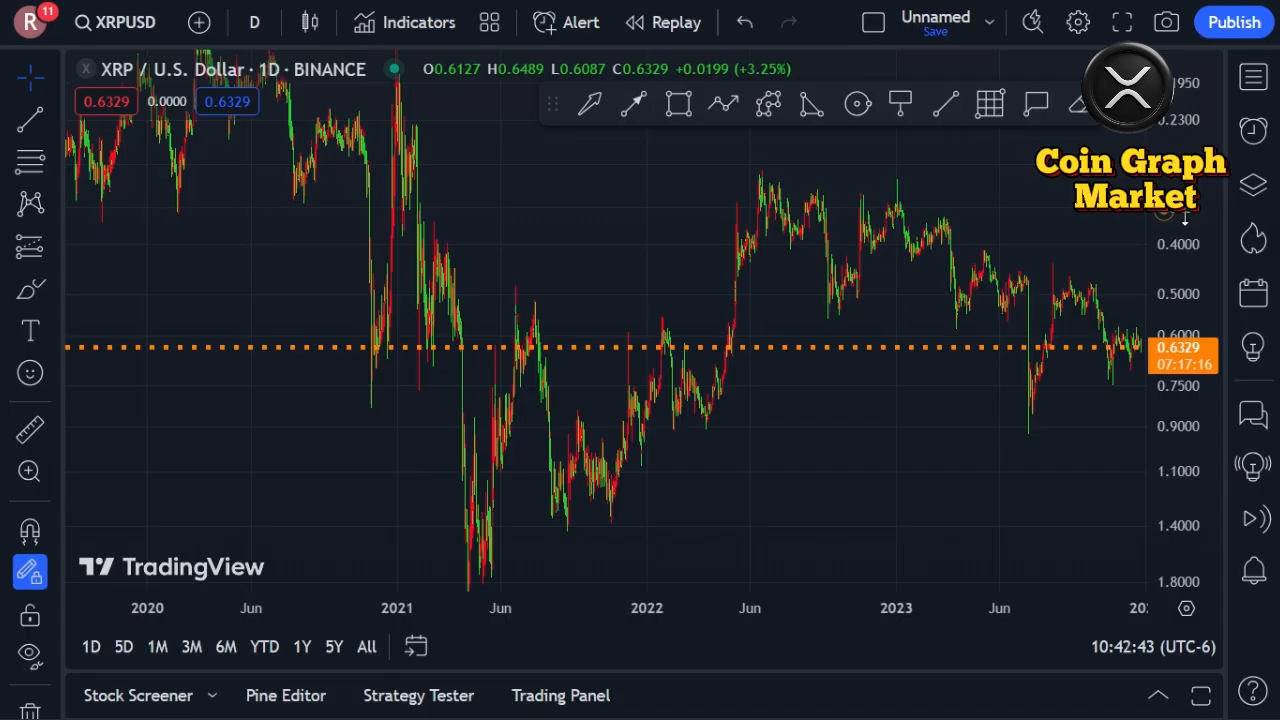 R 11 XRPUSD D Indicators Alert Replay Unnamed Save Publish
X XRP / U.S. Dollar · 1D · BINANCE O0.6127 H0.6489 L0.6087 C0.6329 +0.0199 (+3.25%)
0.6329 0.0000 0.6329
.1950
0.2300
Coin Graph
Market
0.4000
0.5000
0.6000
0.6329
07:17:16
0.7500
0.9000
1.1000
1.4000
1.8000
TradingView
2020 Jun 2021 Jun 2022 Jun 2023 Jun 20
1D 5D 1M 3M 6M YTD 1Y 5Y All 10:42:43 (UTC-6)
Stock Screener Pine Editor Strategy Tester Trading Panel